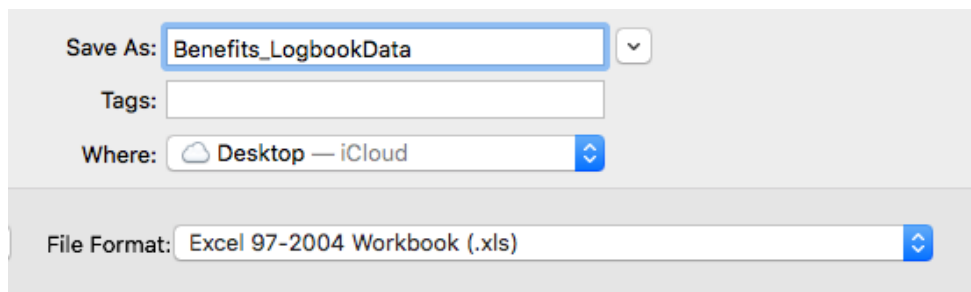 Save As: Benefits_LogbookData
Tags:
Where: Desktop — iCloud
File Format: Excel 97-2004 Workbook (.xls)